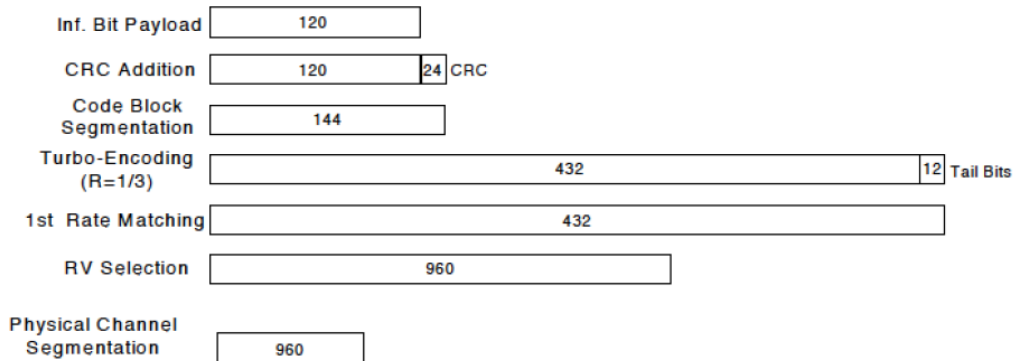 Inf. Bit Payload 120
CRC Addition 120 24 CRC
Code Block
Segmentation 144
Turbo-Encoding
(R=1/3) 432 12 Tail Bits
1st Rate Matching 432
RV Selection 960
Physical Channel
Segmentation 960